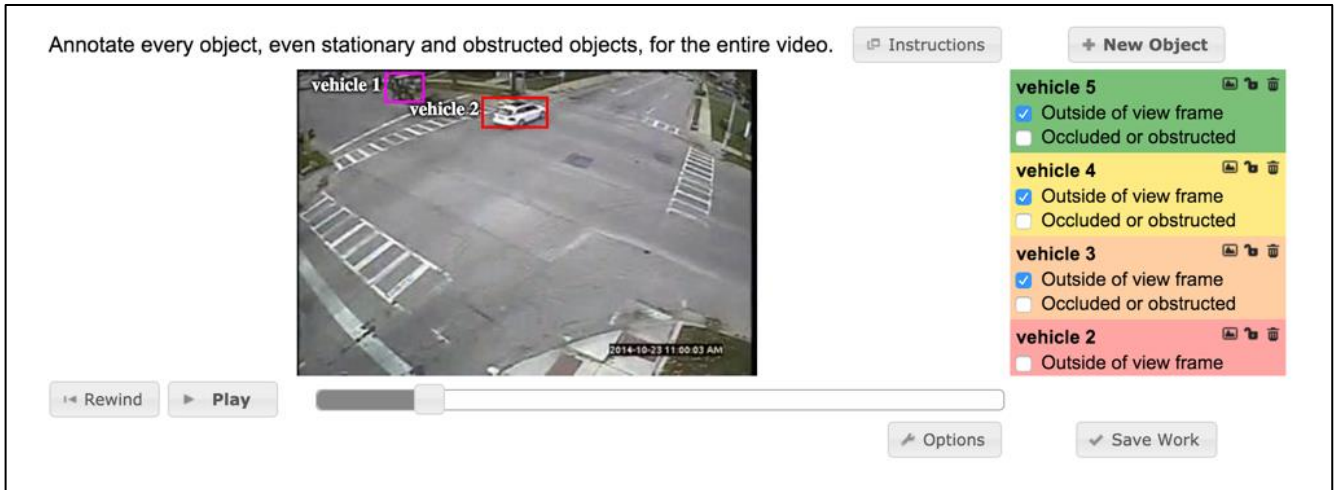 Annotate every object, even stationary and obstructed objects, for the entire video.
Instructions
+ New Object
vehicle 1
vehicle 2
2014-10-23 11:00:03 AM
vehicle 5
Outside of view frame
Occluded or obstructed
vehicle 4
Outside of view frame
Occluded or obstructed
vehicle 3
Outside of view frame
Occluded or obstructed
vehicle 2
Outside of view frame
Rewind
Play
Options
Save Work